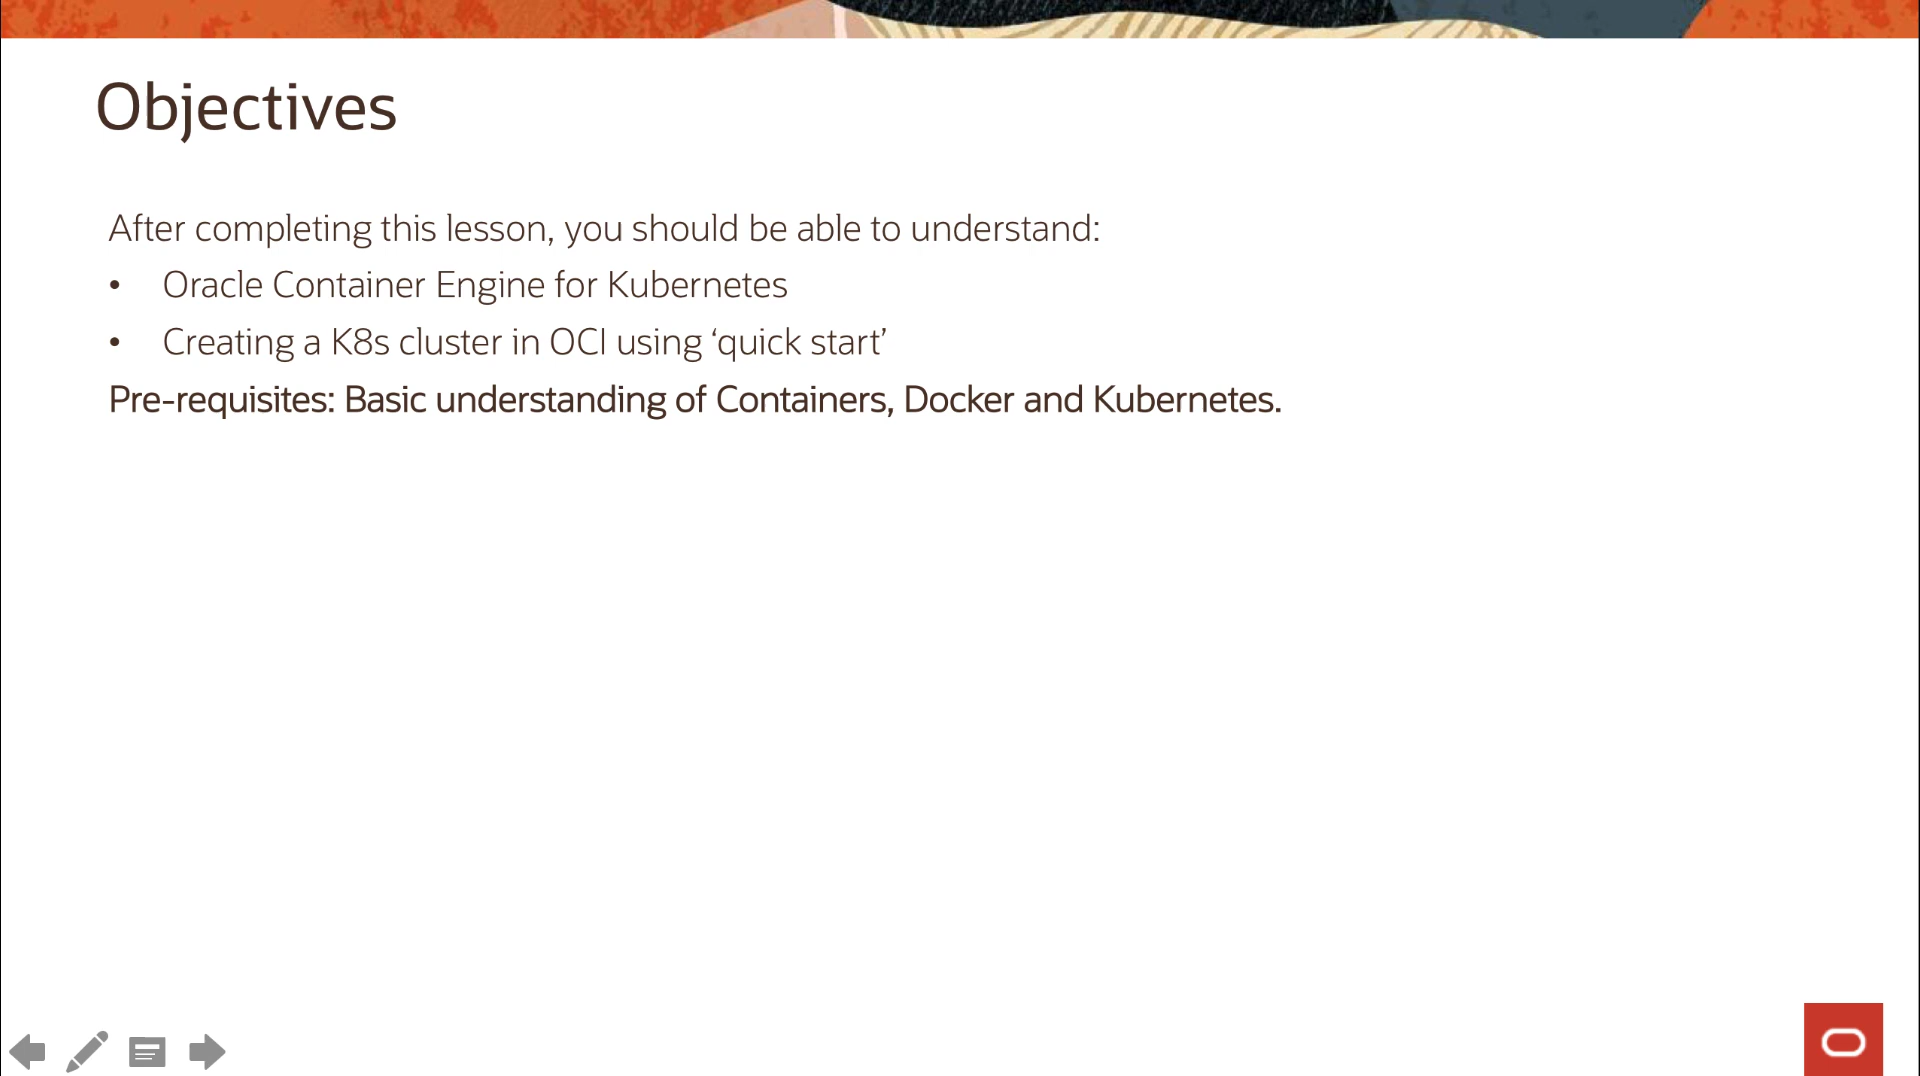 Objectives
After completing this lesson, you should be able to understand:
• Oracle Container Engine for Kubernetes
• Creating a K8s cluster in OCI using ‘quick start’
Pre-requisites: Basic understanding of Containers, Docker and Kubernetes.